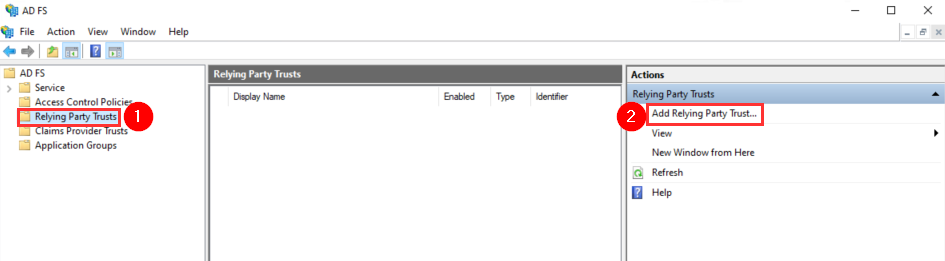 AD FS
File Action View Window Help
AD FS
Service
Access Control Policies
Relying Party Trusts
1
Claims Provider Trusts
Application Groups
Relying Party Trusts
Display Name Enabled Type Identifier
Actions
Relying Party Trusts
2
Add Relying Party Trust...
View
New Window from Here
Refresh
Help